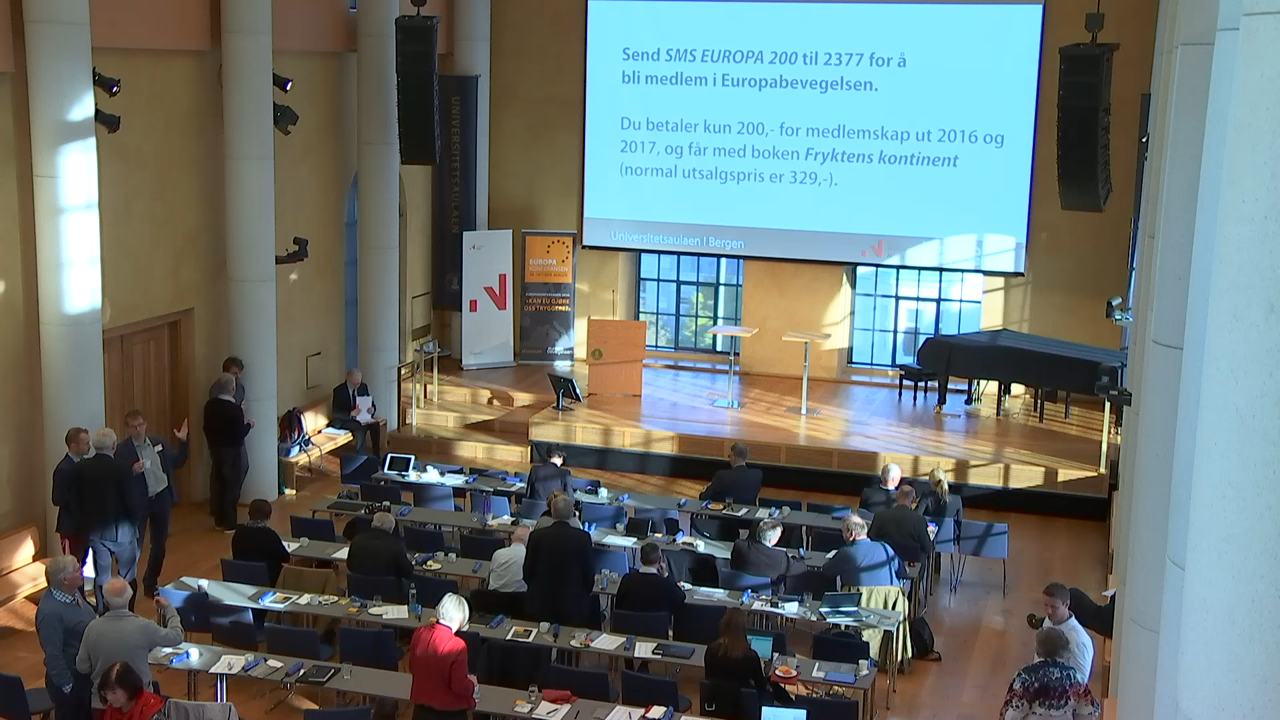 Send SMS EUROPA 200 til 2377 for å
bli medlem i Europabevegelsen.
Du betaler kun 200,- for medlemskap ut 2016 og
2017, og får med boken Fryktens kontinent
(normal utsalgspris er 329,-).
Universitetsaulaen I Bergen
UNIVERSITETSAULAEN
EUROPA
KONFERANSEN
«KAN EU GJØRE
OSS TRYGGERE?»